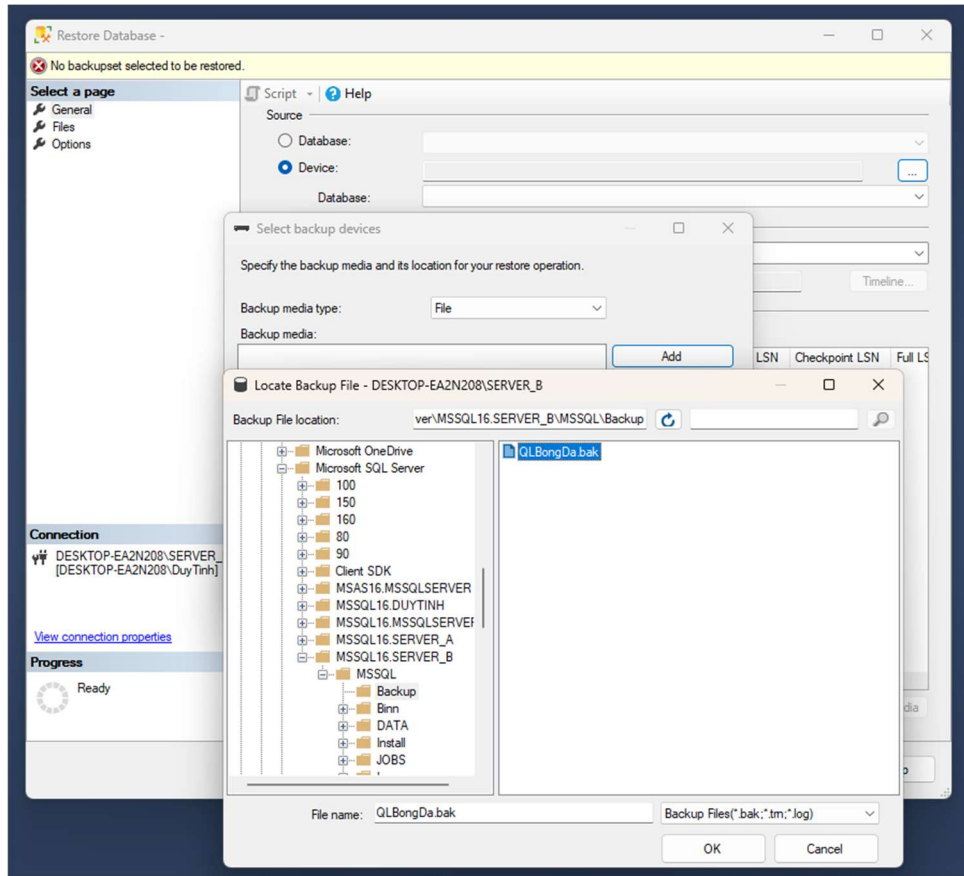 Restore Database -
No backupset selected to be restored.
Select a page
General
Files
Options
Script
Help
Source
Database:
Device:
...
Database:
Timeline...
LSN Checkpoint LSN Full LS
Select backup devices
Specify the backup media and its location for your restore operation.
Backup media type: File
Backup media:
Add
Locate Backup File - DESKTOP-EA2N208\SERVER_B
Backup File location: ver\MSSQL16.SERVER_B\MSSQL\Backup
Microsoft OneDrive
Microsoft SQL Server
100
150
160
80
90
Client SDK
MSAS16.MSSQLSERVER
MSSQL16.DUYTINH
MSSQL16.MSSQLSERVER
MSSQL16.SERVER_A
MSSQL16.SERVER_B
MSSQL
Backup
Binn
DATA
Install
JOBS
QLBongDa.bak
File name: QLBongDa.bak
Backup Files(*.bak;*.trn;*.log)
OK Cancel
Connection
DESKTOP-EA2N208\SERVER_
[DESKTOP-EA2N208\DuyTinh]
View connection properties
Progress
Ready
dia